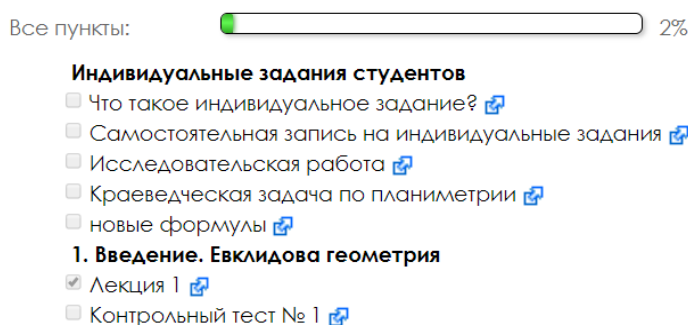 Все пункты: 2%
Индивидуальные задания студентов
Что такое индивидуальное задание?
Самостоятельная запись на индивидуальные задания
Исследовательская работа
Краеведческая задача по планиметрии
новые формулы
1. Введение. Евклидова геометрия
Лекция 1
Контрольный тест № 1